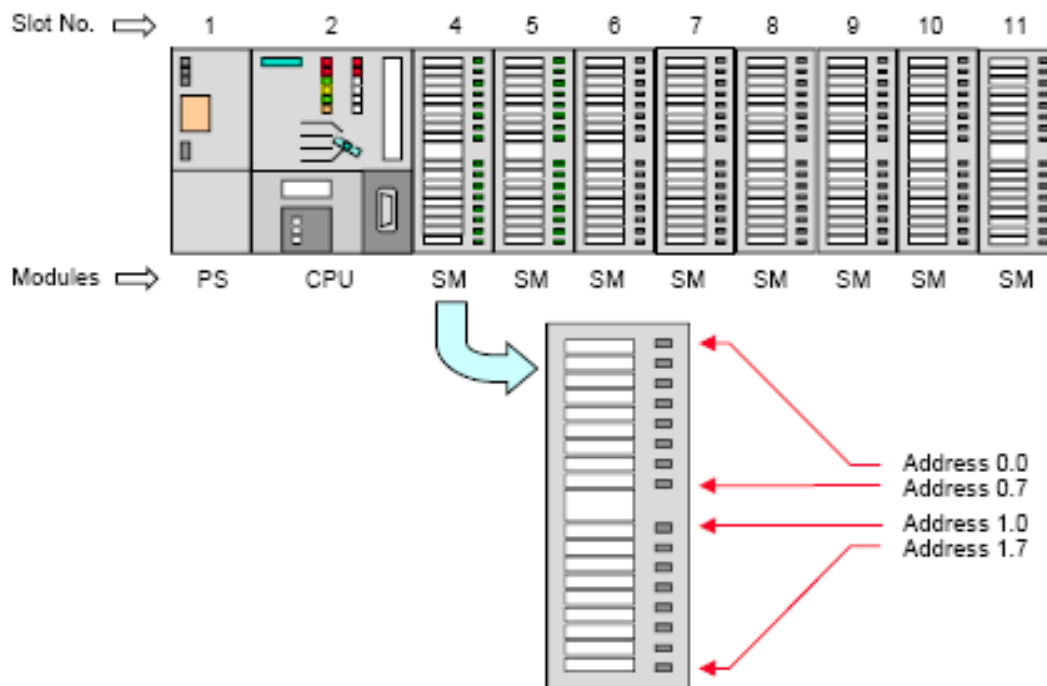 Slot No. 1 2 4 5 6 7 8 9 10 11
Modules PS CPU SM SM SM SM SM SM SM SM
Address 0.0
Address 0.7
Address 1.0
Address 1.7